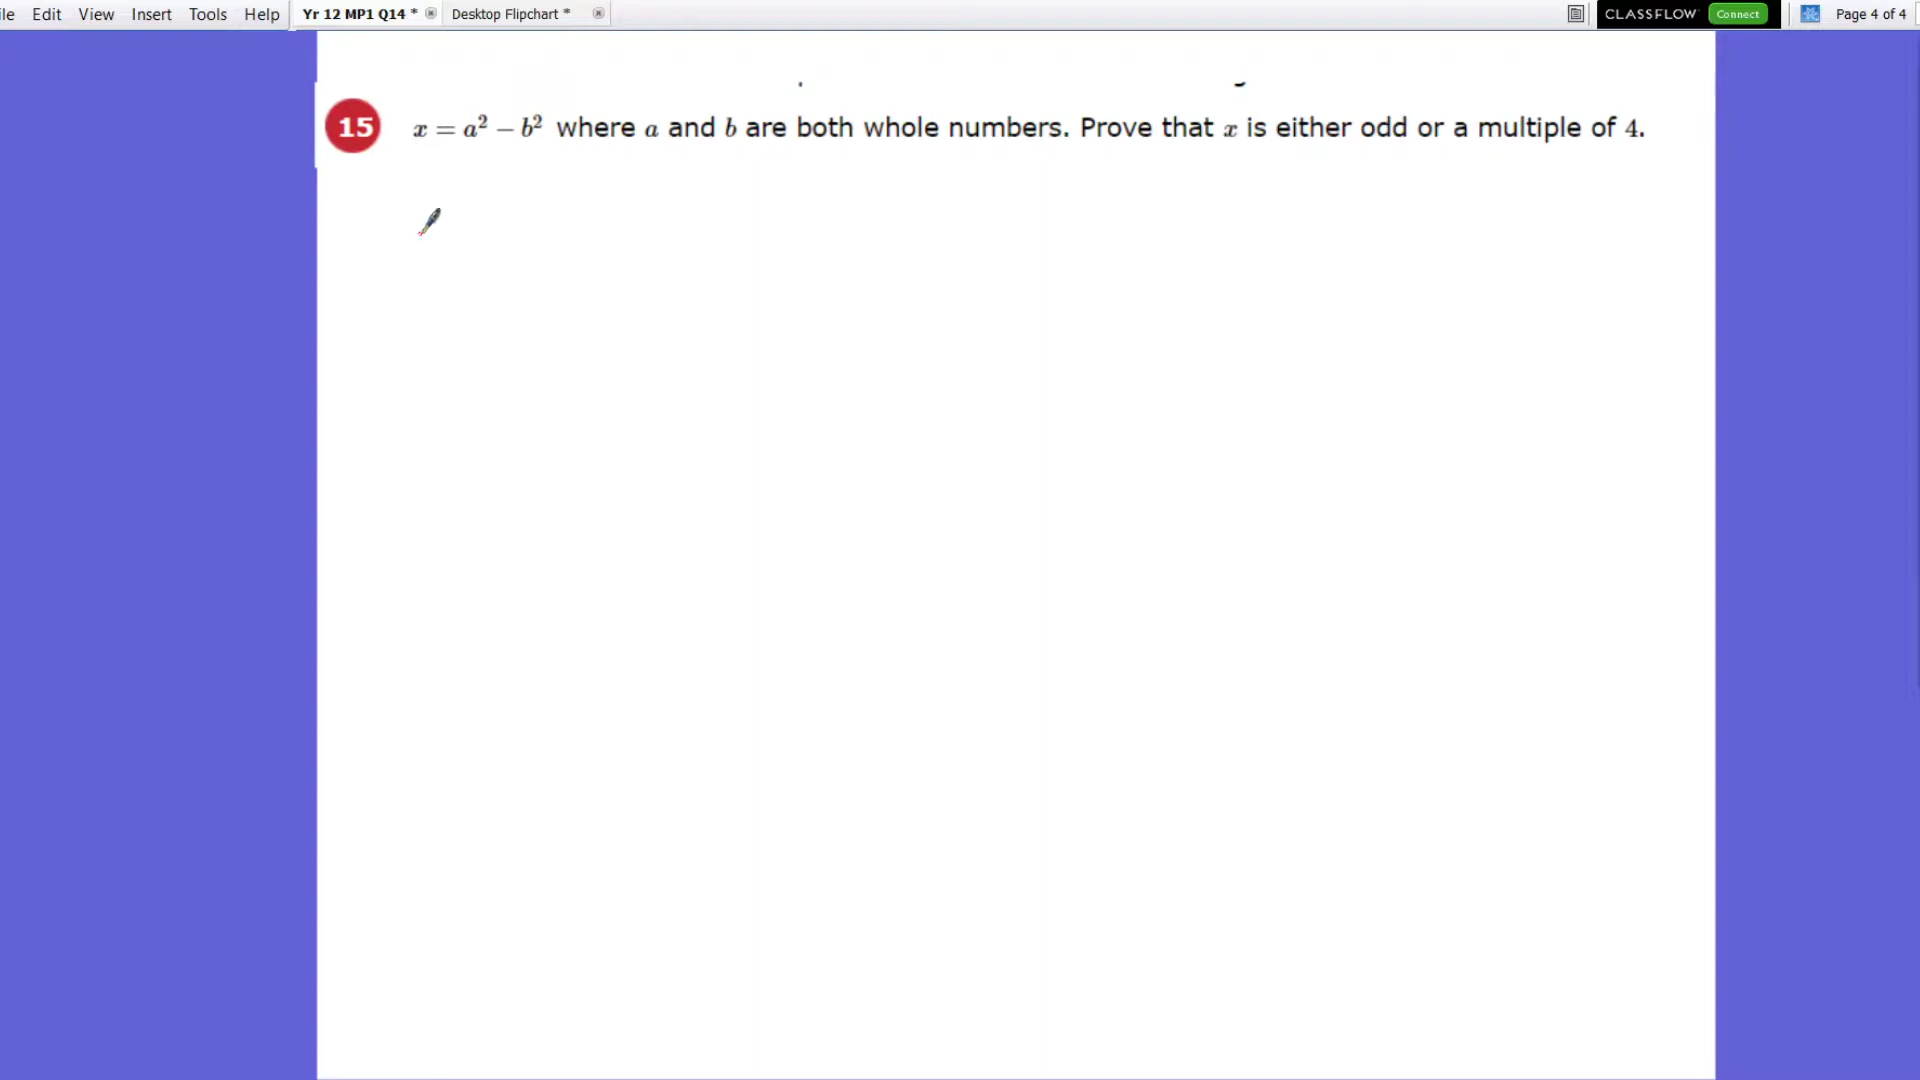 ile Edit View Insert Tools Help Yr 12 MP1 Q14 * Desktop Flipchart * CLASSFLOW Connect Page 4 of 4
15 x = a² − b² where a and b are both whole numbers. Prove that x is either odd or a multiple of 4.